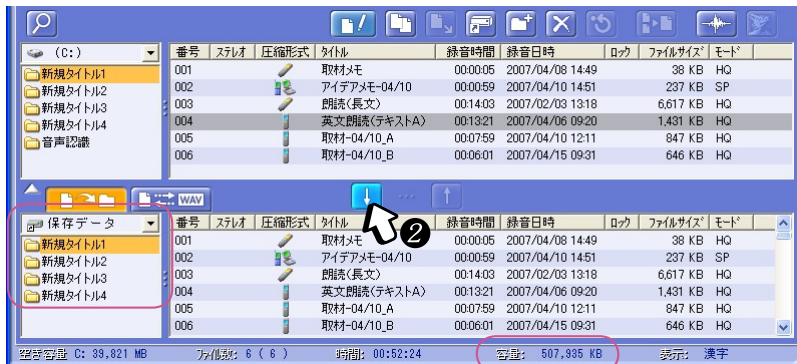 (C:)
新規タイトル1
新規タイトル2
新規タイトル3
新規タイトル4
音声認識
番号 ステレオ 圧縮形式 タイトル 録音時間 録音日時 ロック ファイルサイズ モード
001 取材メモ 00:00:05 2007/04/08 14:49 38 KB HQ
002 アイデアメモ-04/10 00:00:59 2007/04/10 14:51 237 KB SP
003 朗読(長文) 00:14:03 2007/02/03 13:18 6,617 KB HQ
004 英文朗読(テキストA) 00:13:21 2007/04/06 09:20 1,431 KB HQ
005 取材-04/10_A 00:07:59 2007/04/10 12:11 847 KB HQ
006 取材-04/10_B 00:06:01 2007/04/15 09:31 646 KB HQ
WAV
2
保存データ
新規タイトル1
新規タイトル2
新規タイトル3
新規タイトル4
番号 ステレオ 圧縮形式 タイトル 録音時間 録音日時 ロック ファイルサイズ モード
001 取材メモ 00:00:05 2007/04/08 14:49 38 KB HQ
002 アイデアメモ-04/10 00:00:59 2007/04/10 14:51 237 KB SP
003 朗読(長文) 00:14:03 2007/02/03 13:18 6,617 KB HQ
004 英文朗読(テキストA) 00:13:21 2007/04/06 09:20 1,431 KB HQ
005 取材-04/10_A 00:07:59 2007/04/10 12:11 847 KB HQ
006 取材-04/10_B 00:06:01 2007/04/15 09:31 646 KB HQ
空き容量 C: 39,821 MB ファイル数: 6 ( 6 ) 時間: 00:52:24 容量: 507,935 KB 表示: 漢字